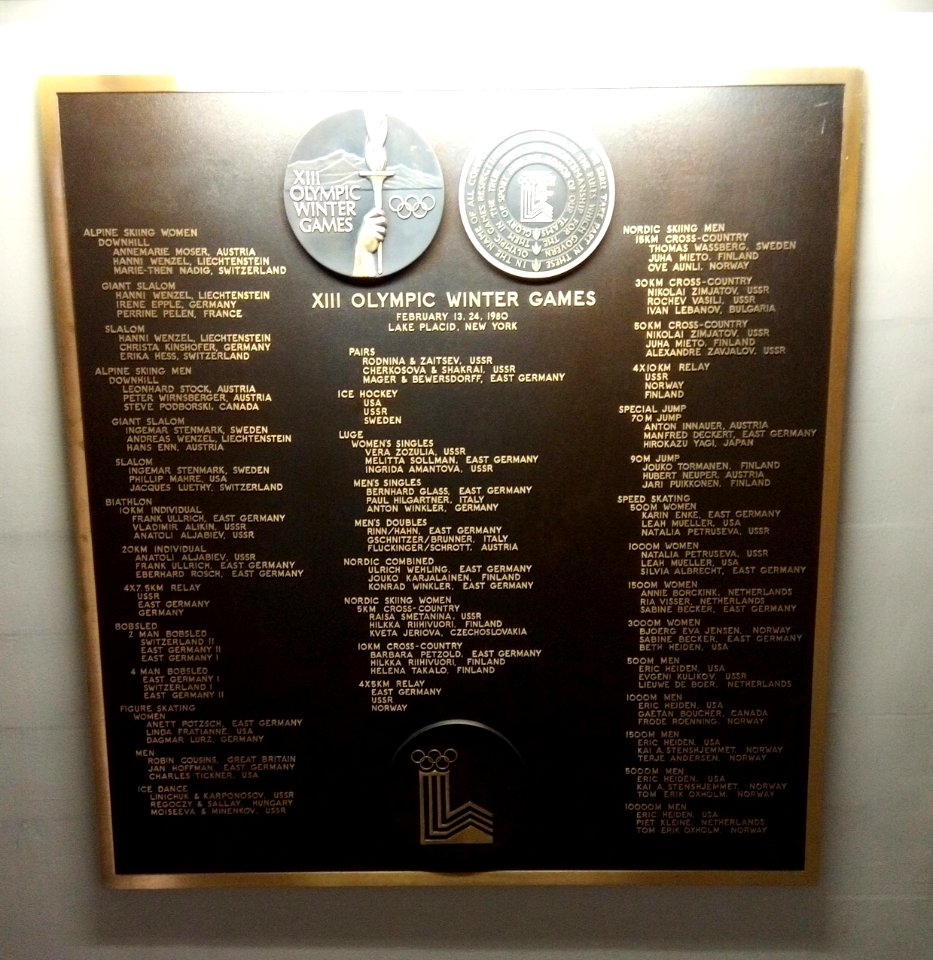 XIII
OLYMPIC
WINTER
GAMES
XIII OLYMPIC WINTER GAMES
FEBRUARY 13, 24, 1980
LAKE PLACID, NEW YORK
ALPINE SKIING WOMEN
DOWNHILL
ANNEMARIE MOSER, AUSTRIA
HANNI WENZEL, LIECHTENSTEIN
MARIE-THEN NADIG, SWITZERLAND
GIANT SLALOM
HANNI WENZEL, LIECHTENSTEIN
IRENE EPPLE, GERMANY
PERRINE PELEN, FRANCE
SLALOM
HANNI WENZEL, LIECHTENSTEIN
CHRISTA KINSHOFER, GERMANY
ERIKA HESS, SWITZERLAND
ALPINE SKIING MEN
DOWNHILL
LEONHARD STOCK, AUSTRIA
PETER WIRNSBERGER, AUSTRIA
STEVE PODBORSKI, CANADA
GIANT SLALOM
INGEMAR STENMARK, SWEDEN
ANDREAS WENZEL, LIECHTENSTEIN
HANS ENN, AUSTRIA
SLALOM
INGEMAR STENMARK, SWEDEN
PHILLIP MAHRE, USA
JACQUES LUETHY, SWITZERLAND
BIATHLON
10KM INDIVIDUAL
FRANK ULLRICH, EAST GERMANY
VLADIMIR ALIKIN, USSR
ANATOLI ALJABIEV, USSR
20KM INDIVIDUAL
ANATOLI ALJABIEV, USSR
FRANK ULLRICH, EAST GERMANY
EBERHARD ROSCH, EAST GERMANY
4X7.5KM RELAY
USSR
EAST GERMANY
GERMANY
BOBSLED
2 MAN BOBSLED
SWITZERLAND II
EAST GERMANY II
EAST GERMANY I
4 MAN BOBSLED
EAST GERMANY I
SWITZERLAND I
EAST GERMANY II
FIGURE SKATING
WOMEN
ANETT POTZSCH, EAST GERMANY
LINDA FRATIANNE, USA
DAGMAR LURZ, GERMANY
MEN
ROBIN COUSINS, GREAT BRITAIN
JAN HOFFMAN, EAST GERMANY
CHARLES TICKNER, USA
ICE DANCE
LINICHUK & KARPONOSOV, USSR
REGOCZY & SALLAY, HUNGARY
MOISEEVA & MINENKOV, USSR
PAIRS
RODNINA & ZAITSEV, USSR
CHERKOSOVA & SHAKRAI, USSR
MAGER & BEWERSDORFF, EAST GERMANY
ICE HOCKEY
USA
USSR
SWEDEN
LUGE
WOMEN'S SINGLES
VERA ZOZULIA, USSR
MELITTA SOLLMAN, EAST GERMANY
INGRIDA AMANTOVA, USSR
MEN'S SINGLES
BERNHARD GLASS, EAST GERMANY
PAUL HILGARTNER, ITALY
ANTON WINKLER, GERMANY
MEN'S DOUBLES
RINN/HAHN, EAST GERMANY
GSCHNITZER/BRUNNER, ITALY
FLUCKINGER/SCHROTT, AUSTRIA
NORDIC COMBINED
ULRICH WEHLING, EAST GERMANY
JOUKO KARJALAINEN, FINLAND
KONRAD WINKLER, EAST GERMANY
NORDIC SKIING WOMEN
5KM CROSS-COUNTRY
RAISA SMETANINA, USSR
HILKKA RIIHIVUORI, FINLAND
KVETA JERIOVA, CZECHOSLOVAKIA
10KM CROSS-COUNTRY
BARBARA PETZOLD, EAST GERMANY
HILKKA RIIHIVUORI, FINLAND
HELENA TAKALO, FINLAND
4X5KM RELAY
EAST GERMANY
USSR
NORWAY
NORDIC SKIING MEN
15KM CROSS-COUNTRY
THOMAS WASSBERG, SWEDEN
JUHA MIETO, FINLAND
OVE AUNLI, NORWAY
30KM CROSS-COUNTRY
NIKOLAI ZIMJATOV, USSR
ROCHEV VASILI, USSR
IVAN LEBANOV, BULGARIA
50KM CROSS-COUNTRY
NIKOLAI ZIMJATOV, USSR
JUHA MIETO, FINLAND
ALEXANDRE ZAVJALOV, USSR
4X10KM RELAY
USSR
NORWAY
FINLAND
SPECIAL JUMP
70M JUMP
ANTON INNAUER, AUSTRIA
MANFRED DECKERT, EAST GERMANY
HIROKAZU YAGI, JAPAN
90M JUMP
JOUKO TORMANEN, FINLAND
HUBERT NEUPER, AUSTRIA
JARI PUIKKONEN, FINLAND
SPEED SKATING
500M WOMEN
KARIN ENKE, EAST GERMANY
LEAH MUELLER, USA
NATALIA PETRUSEVA, USSR
1000M WOMEN
NATALIA PETRUSEVA, USSR
LEAH MUELLER, USA
SILVIA ALBRECHT, EAST GERMANY
1500M WOMEN
ANNIE BORCKINK, NETHERLANDS
RIA VISSER, NETHERLANDS
SABINE BECKER, EAST GERMANY
3000M WOMEN
BJOERG EVA JENSEN, NORWAY
SABINE BECKER, EAST GERMANY
BETH HEIDEN, USA
500M MEN
ERIC HEIDEN, USA
EVGENI KULIKOV, USSR
LIEUWE DE BOER, NETHERLANDS
1000M MEN
ERIC HEIDEN, USA
GAETAN BOUCHER, CANADA
FRODE ROENNING, NORWAY
1500M MEN
ERIC HEIDEN, USA
KAI A. STENSHJEMMET, NORWAY
TERJE ANDERSEN, NORWAY
5000M MEN
ERIC HEIDEN, USA
KAI A. STENSHJEMMET, NORWAY
TOM ERIK OXHOLM, NORWAY
10000M MEN
ERIC HEIDEN, USA
PIET KLEINE, NETHERLANDS
TOM ERIK OXHOLM, NORWAY